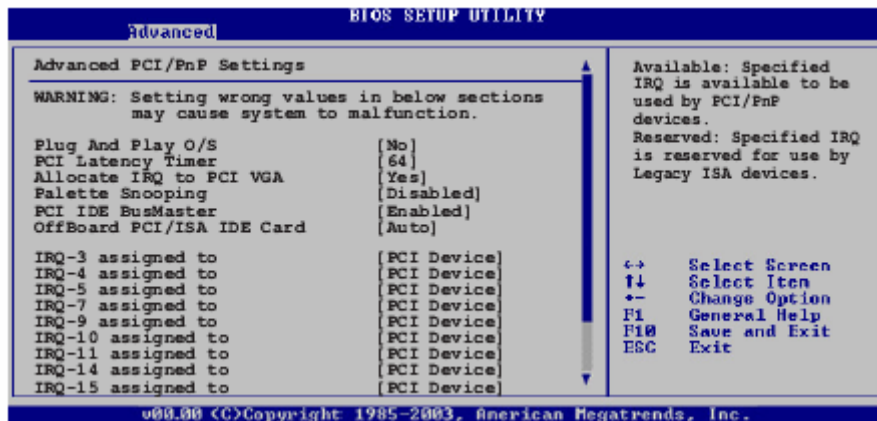 BIOS SETUP UTILITY
Advanced
Advanced PCI/PnP Settings
WARNING: Setting wrong values in below sections
may cause system to malfunction.
Plug And Play O/S [No]
PCI Latency Timer [64]
Allocate IRQ to PCI VGA [Yes]
Palette Snooping [Disabled]
PCI IDE BusMaster [Enabled]
OffBoard PCI/ISA IDE Card [Auto]
IRQ-3 assigned to [PCI Device]
IRQ-4 assigned to [PCI Device]
IRQ-5 assigned to [PCI Device]
IRQ-7 assigned to [PCI Device]
IRQ-9 assigned to [PCI Device]
IRQ-10 assigned to [PCI Device]
IRQ-11 assigned to [PCI Device]
IRQ-14 assigned to [PCI Device]
IRQ-15 assigned to [PCI Device]
Available: Specified
IRQ is available to be
used by PCI/PnP
devices.
Reserved: Specified IRQ
is reserved for use by
Legacy ISA devices.
←→ Select Screen
↑↓ Select Item
+- Change Option
F1 General Help
F10 Save and Exit
ESC Exit
v00.00 (C)Copyright 1985-2003, American Megatrends, Inc.